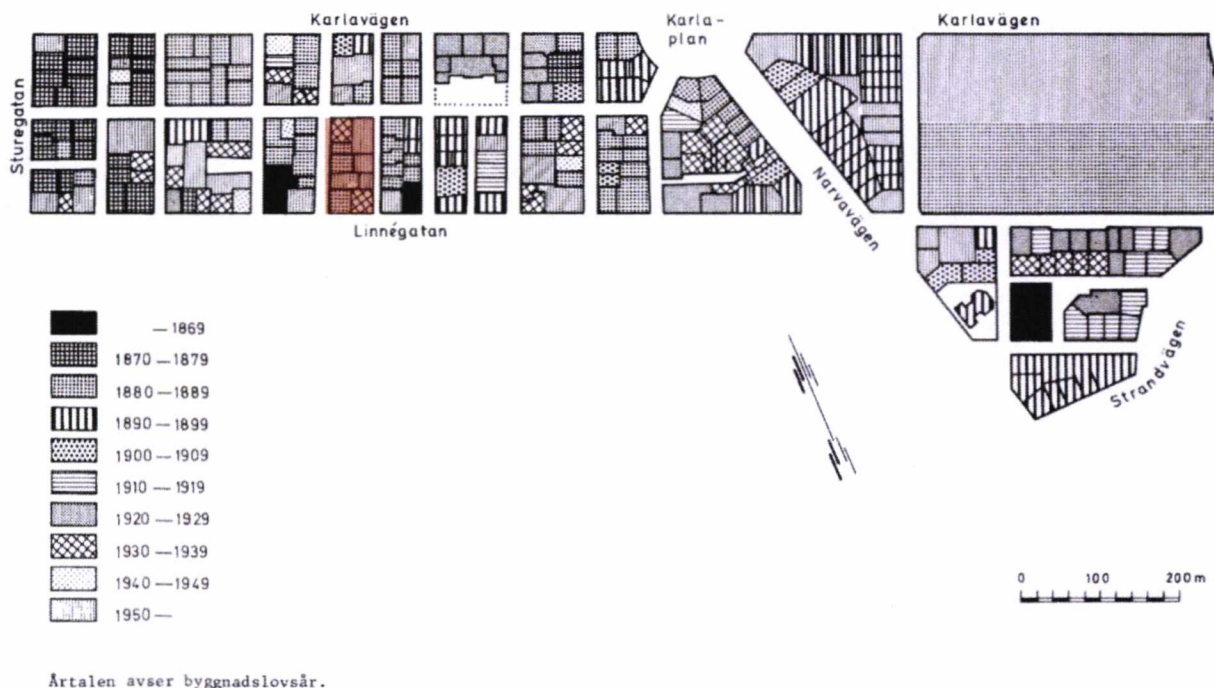 Karlavägen
Karla-
plan
Karlavägen
Sturegatan
Linnégatan
Narvavägen
Strandvägen
—1869
1870—1879
1880—1889
1890—1899
1900—1909
1910—1919
1920—1929
1930—1939
1940—1949
1950—
0 100 200m
Årtalen avser byggnadslovsår.